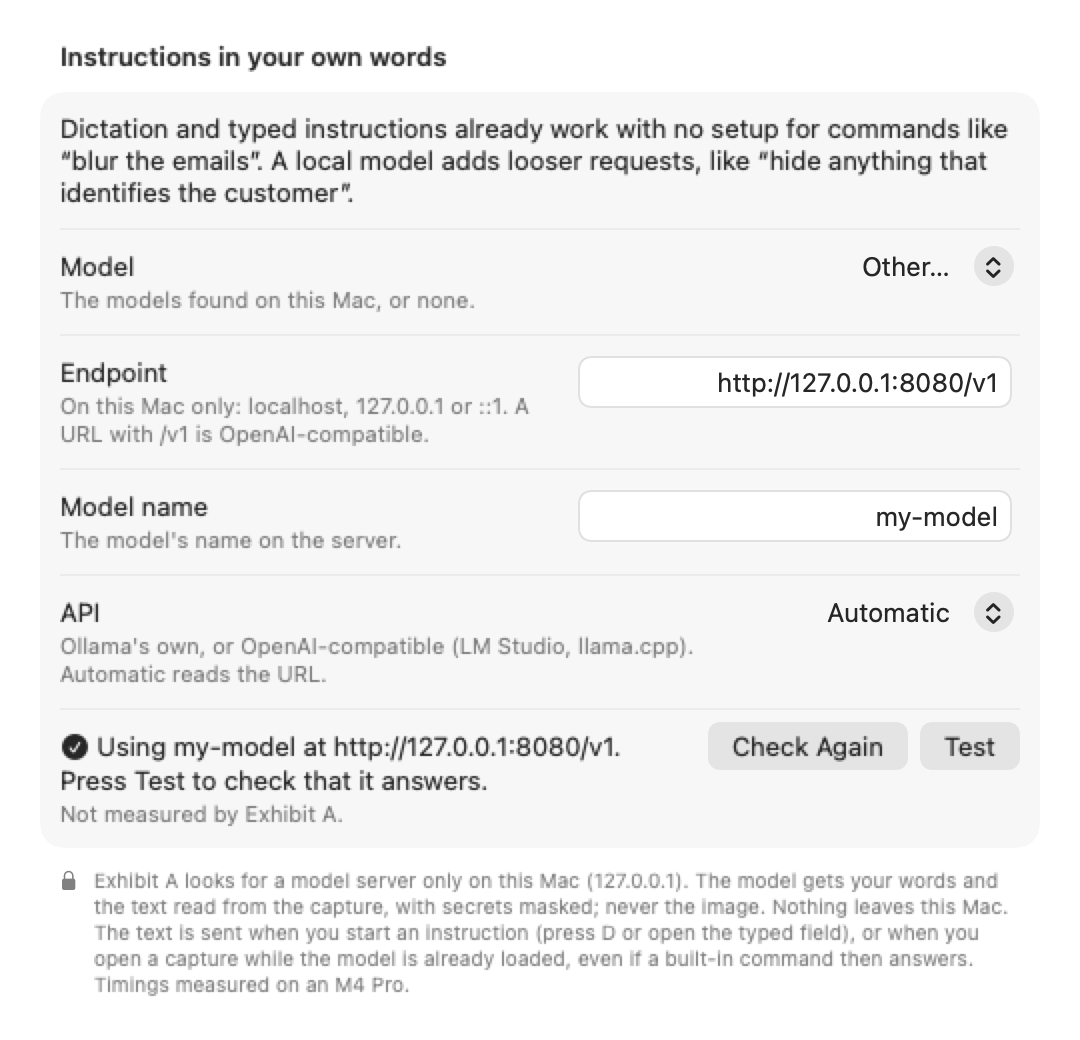 Instructions in your own words
Dictation and typed instructions already work with no setup for commands like
“blur the emails”. A local model adds looser requests, like “hide anything that
identifies the customer”.
Model
Other...
The models found on this Mac, or none.
Endpoint
http://127.0.0.1:8080/v1
On this Mac only: localhost, 127.0.0.1 or ::1. A
URL with /v1 is OpenAI-compatible.
Model name
my-model
The model's name on the server.
API
Automatic
Ollama's own, or OpenAI-compatible (LM Studio, llama.cpp).
Automatic reads the URL.
Using my-model at http://127.0.0.1:8080/v1.
Press Test to check that it answers.
Check Again
Test
Not measured by Exhibit A.
Exhibit A looks for a model server only on this Mac (127.0.0.1). The model gets your words and
the text read from the capture, with secrets masked; never the image. Nothing leaves this Mac.
The text is sent when you start an instruction (press D or open the typed field), or when you
open a capture while the model is already loaded, even if a built-in command then answers.
Timings measured on an M4 Pro.